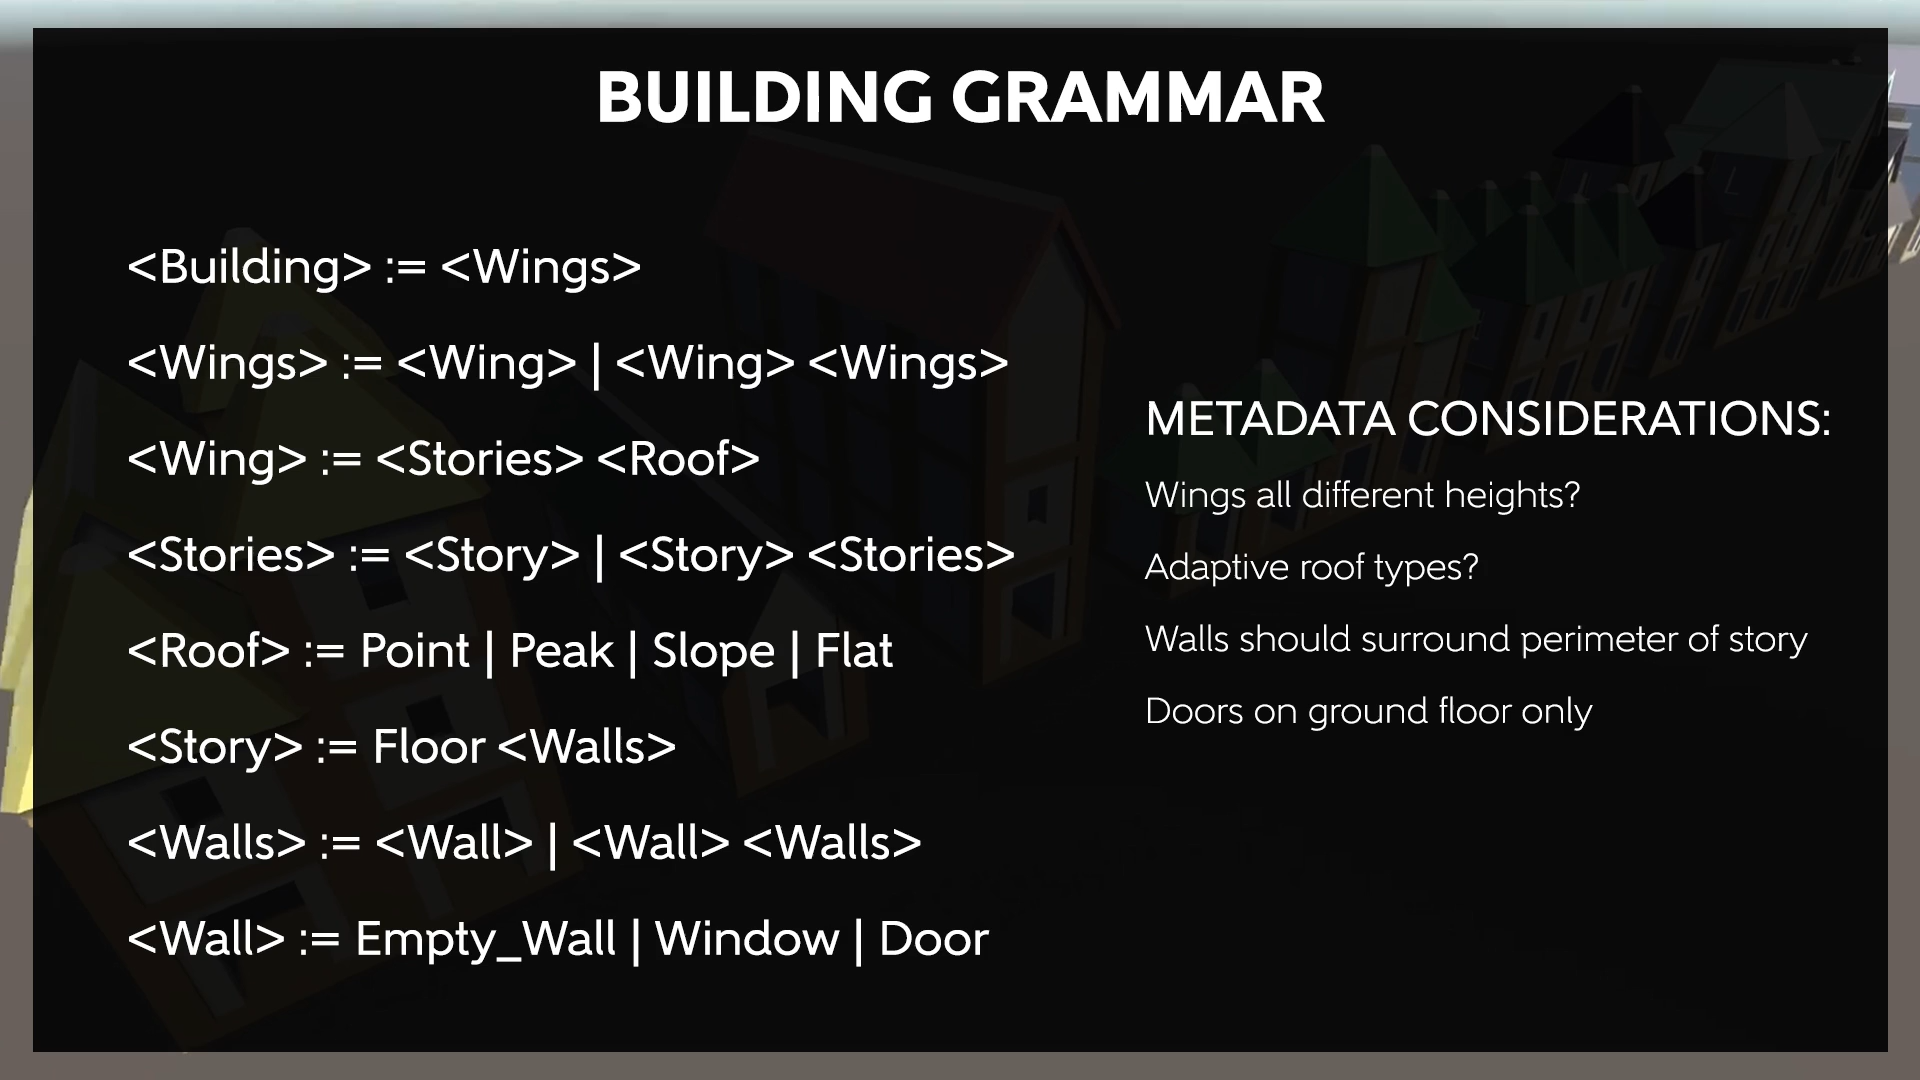 BUILDING GRAMMAR
<Building> := <Wings>
<Wings> := <Wing> | <Wing> <Wings>
<Wing> := <Stories> <Roof>
<Stories> := <Story> | <Story> <Stories>
<Roof> := Point | Peak | Slope | Flat
<Story> := Floor <Walls>
<Walls> := <Wall> | <Wall> <Walls>
<Wall> := Empty_Wall | Window | Door
METADATA CONSIDERATIONS:
Wings all different heights?
Adaptive roof types?
Walls should surround perimeter of story
Doors on ground floor only